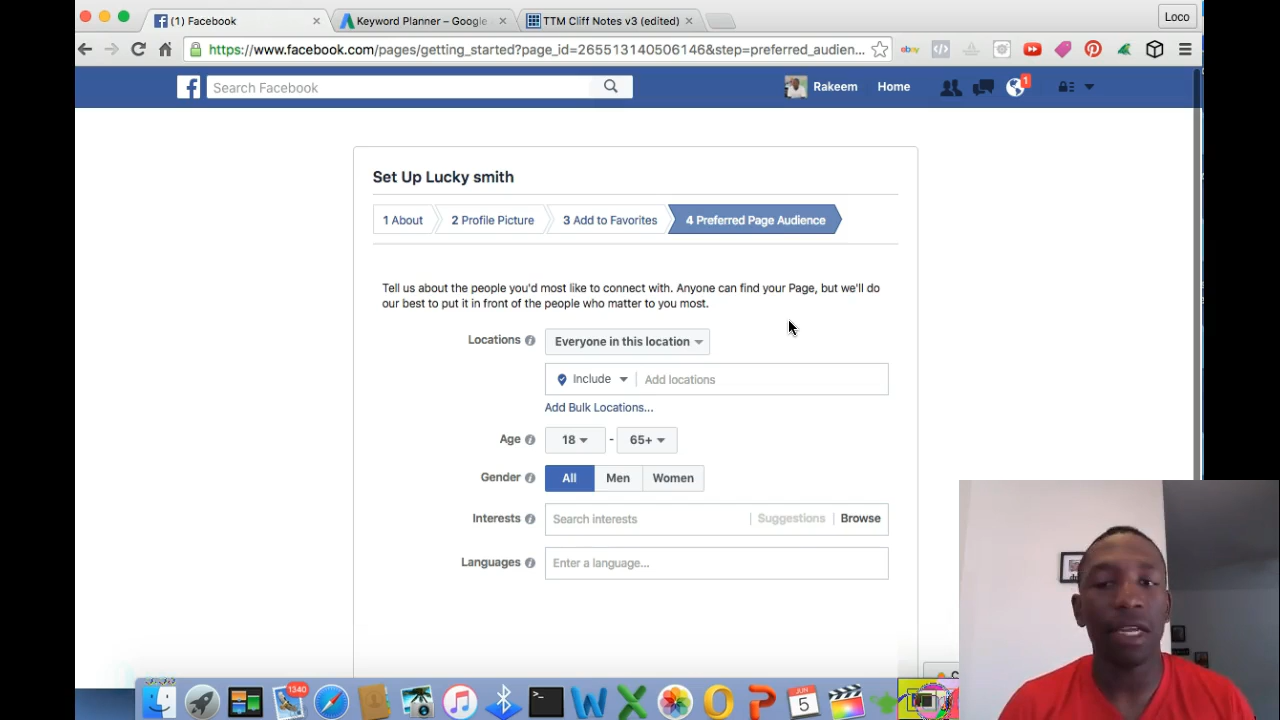 (1) Facebook
Keyword Planner – Google
TTM Cliff Notes v3 (edited)
Loco
https://www.facebook.com/pages/getting_started?page_id=265513140506146&step=preferred_audien...
ebay
Search Facebook
Rakeem
Home
1
Set Up Lucky smith
1 About
2 Profile Picture
3 Add to Favorites
4 Preferred Page Audience
Tell us about the people you'd most like to connect with. Anyone can find your Page, but we'll do
our best to put it in front of the people who matter to you most.
Locations
Everyone in this location
Include
Add locations
Add Bulk Locations...
Age
18 - 65+
Gender
All
Men
Women
Interests
Search interests
Suggestions
Browse
Languages
Enter a language...
1340
JUN
5